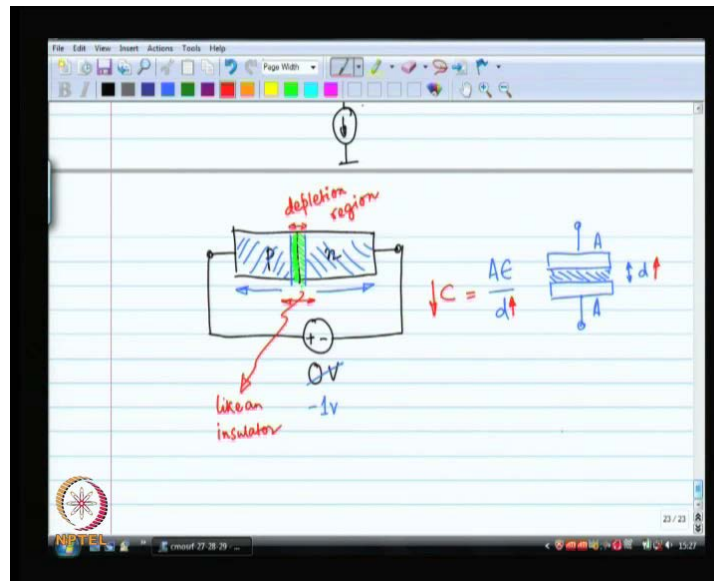 File Edit View Insert Actions Tools Help
Page Width
B I
depletion
region
p n
+ -
0V
-1v
like an
insulator
C = Aϵ
d
A
d
A
23/23
NPTEL
cmosrf-27-28-29 - ...
15:27